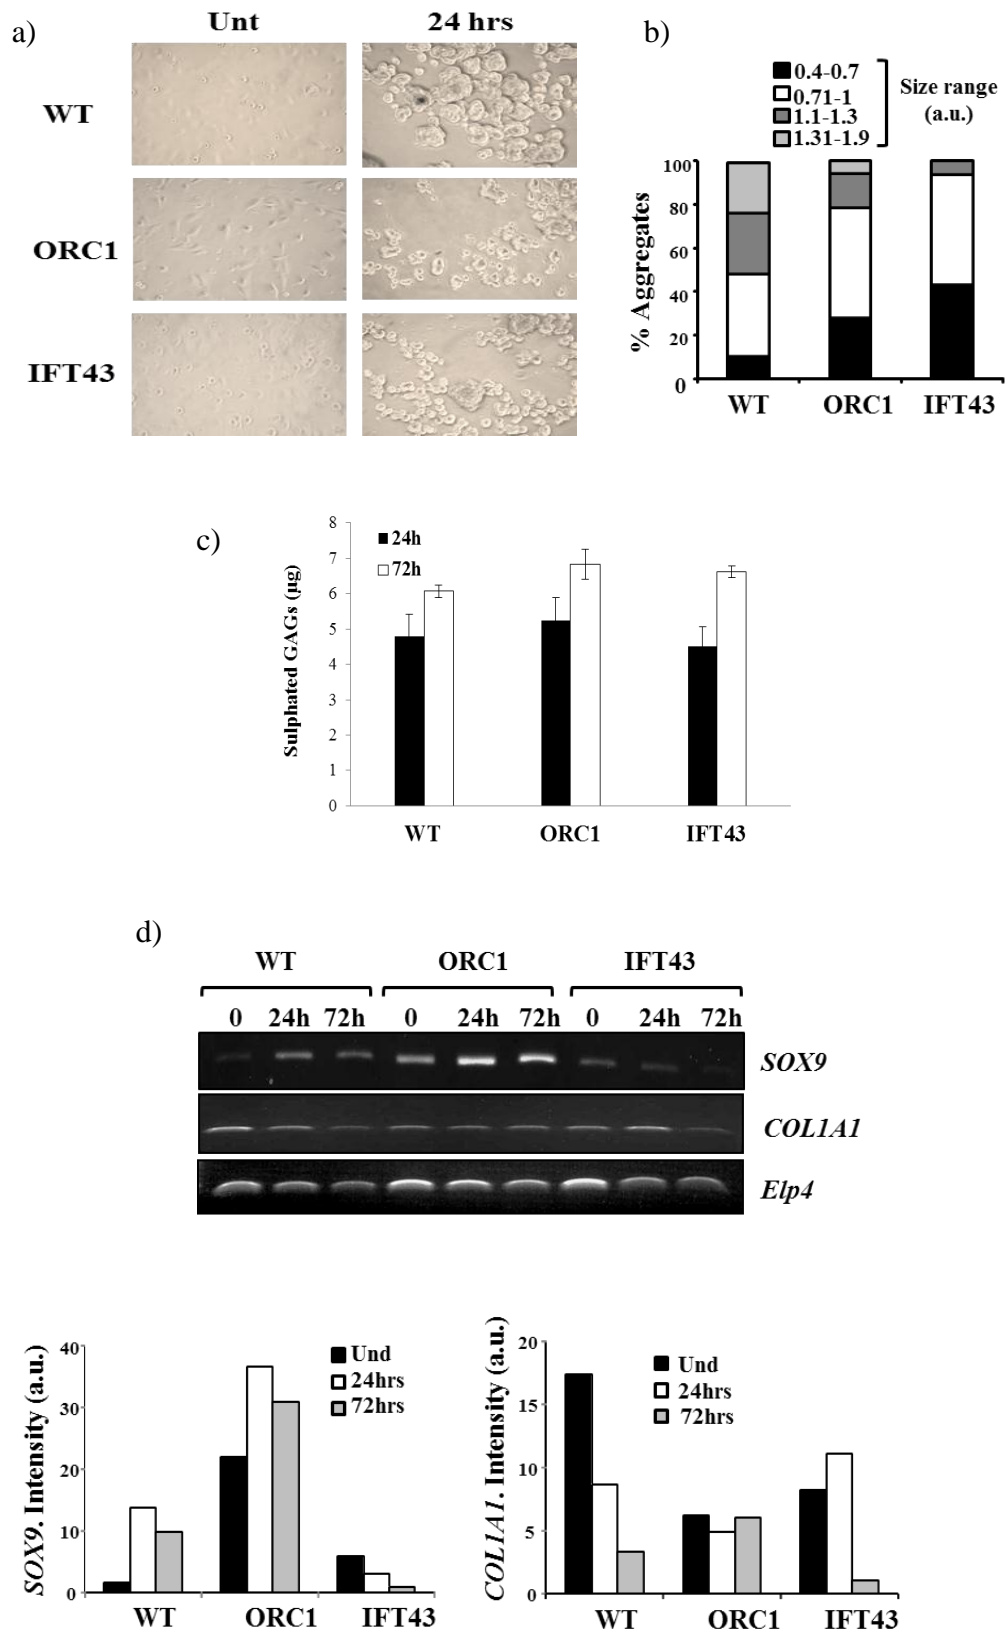 a)
Unt
24 hrs
WT
ORC1
IFT43
b)
0.4-0.7
0.71-1
1.1-1.3
1.31-1.9
Size range
(a.u.)
% Aggregates
100
80
60
40
20
0
WT
ORC1
IFT43
c)
Sulphated GAGs (µg)
24h
72h
8
7
6
5
4
3
2
1
0
WT
ORC1
IFT43
d)
WT
ORC1
IFT43
0 24h 72h 0 24h 72h 0 24h 72h
SOX9
COL1A1
Elp4
SOX9. Intensity (a.u.)
40
30
20
10
0
Und
24hrs
72hrs
WT
ORC1
IFT43
COL1A1. Intensity (a.u.)
20
15
10
5
0
Und
24hrs
72hrs
WT
ORC1
IFT43